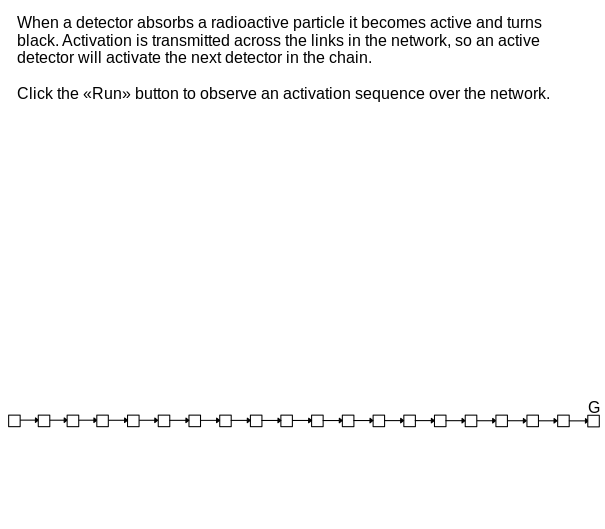 When a detector absorbs a radioactive particle it becomes active and turns
black. Activation is transmitted across the links in the network, so an active
detector will activate the next detector in the chain.
Click the «Run» button to observe an activation sequence over the network.
G